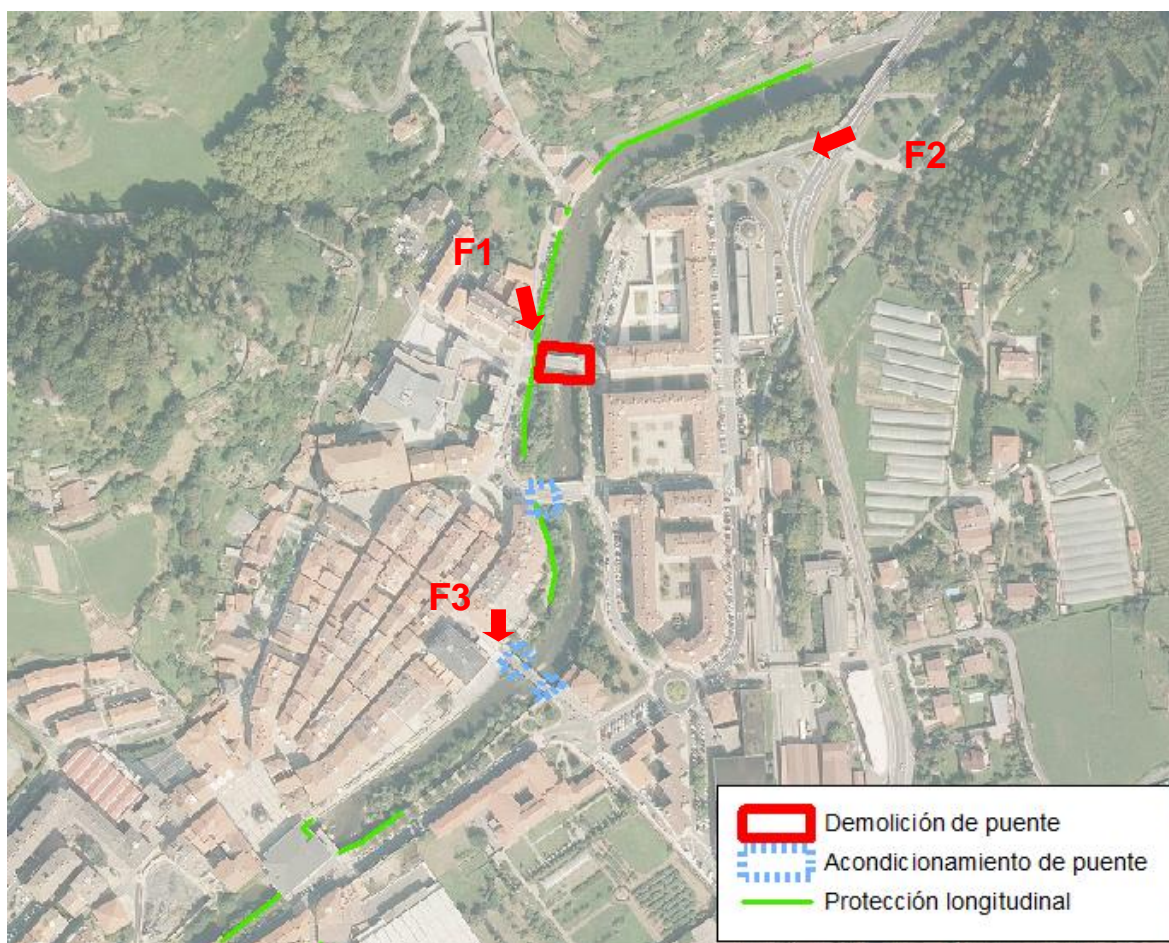 F2
F1
F3
Demolición de puente
Acondicionamiento de puente
Protección longitudinal